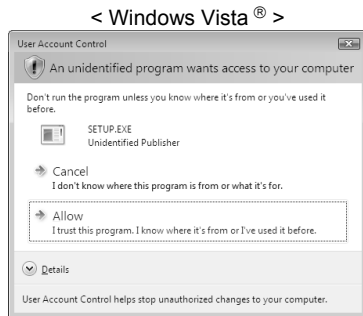 < Windows Vista ® >
User Account Control
An unidentified program wants access to your computer
Don't run the program unless you know where it's from or you've used it
before.
SETUP.EXE
Unidentified Publisher
Cancel
I don't know where this program is from or what it's for.
Allow
I trust this program. I know where it's from or I've used it before.
Details
User Account Control helps stop unauthorized changes to your computer.